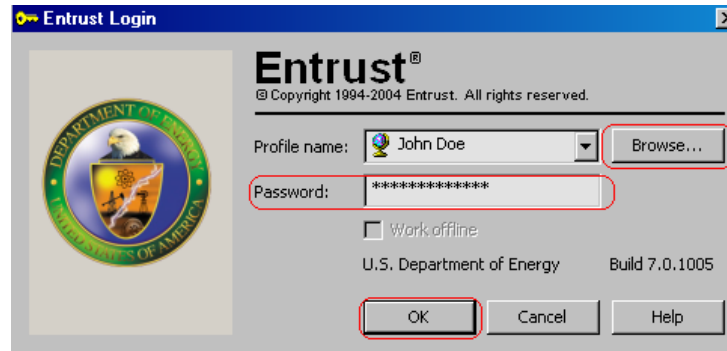 Entrust Login
Entrust®
© Copyright 1994-2004 Entrust. All rights reserved.
DEPARTMENT OF ENERGY
UNITED STATES OF AMERICA
Profile name: John Doe Browse...
Password: *************
Work offline
U.S. Department of Energy Build 7.0.1005
OK Cancel Help